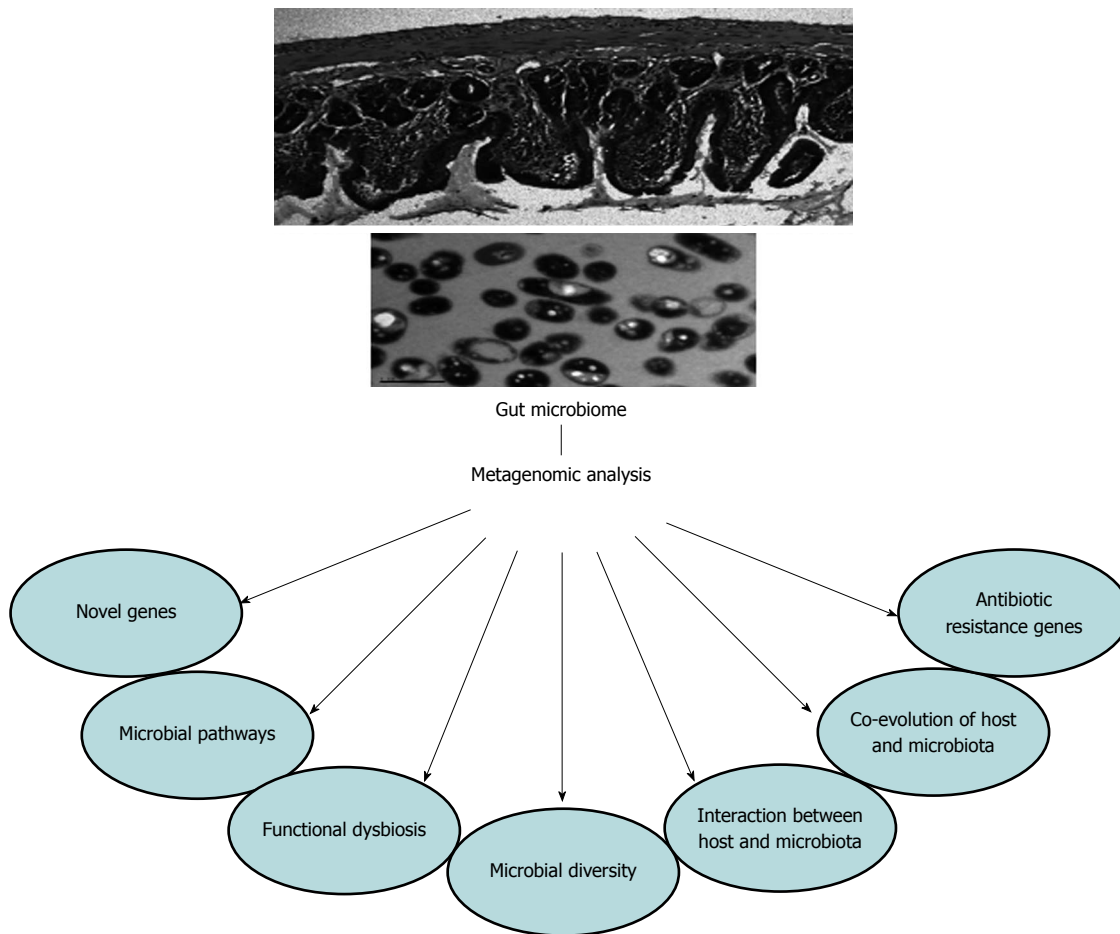 Gut microbiome
Metagenomic analysis
Novel genes
Microbial pathways
Functional dysbiosis
Microbial diversity
Interaction between
host and microbiota
Co-evolution of host
and microbiota
Antibiotic
resistance genes